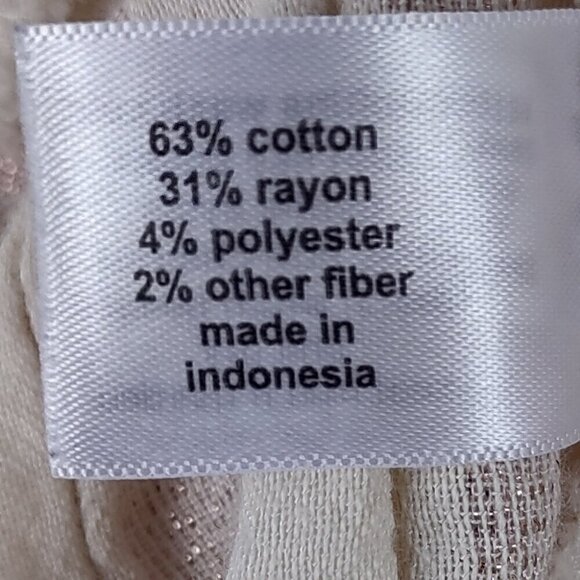 63% cotton
31% rayon
4% polyester
2% other fiber
made in
indonesia